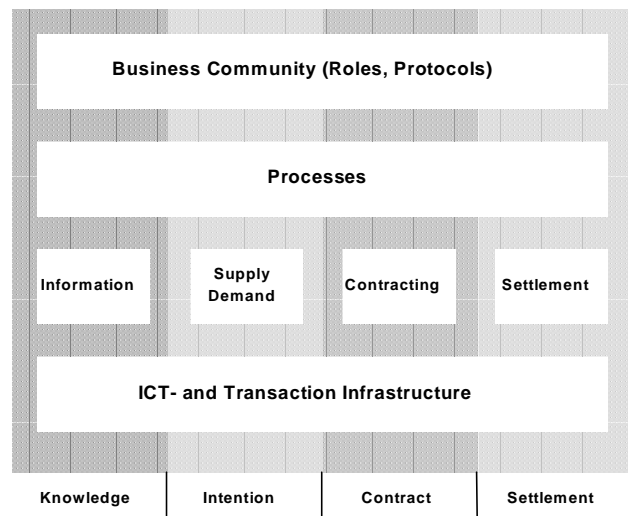 Business Community (Roles, Protocols)
Processes
Information
Supply
Demand
Contracting
Settlement
ICT- and Transaction Infrastructure
Knowledge
Intention
Contract
Settlement